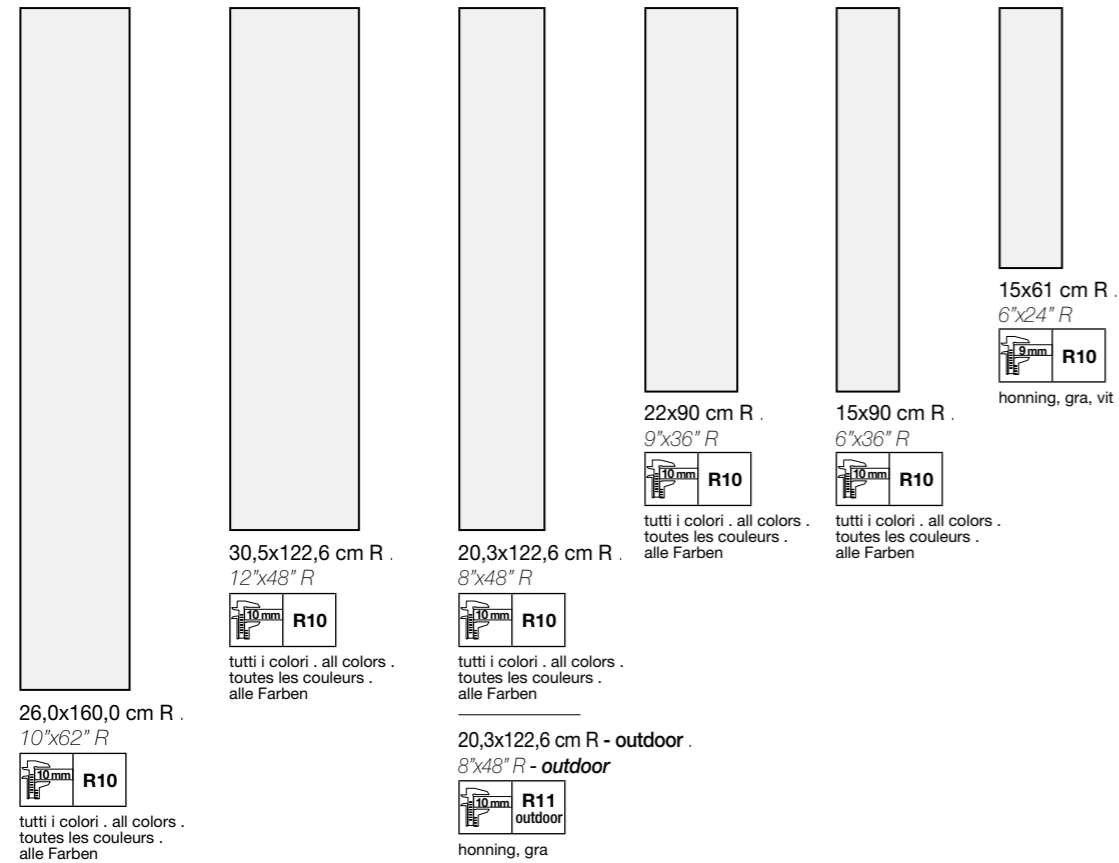 26,0x160,0 cm R .
10”x62” R
10 mm R10
tutti i colori . all colors .
toutes les couleurs .
alle Farben
30,5x122,6 cm R .
12”x48” R
10 mm R10
tutti i colori . all colors .
toutes les couleurs .
alle Farben
20,3x122,6 cm R .
8”x48” R
10 mm R10
tutti i colori . all colors .
toutes les couleurs .
alle Farben
20,3x122,6 cm R - outdoor .
8”x48” R - outdoor
10 mm R11
outdoor
honning, gra
22x90 cm R .
9”x36” R
10 mm R10
tutti i colori . all colors .
toutes les couleurs .
alle Farben
15x90 cm R .
6”x36” R
10 mm R10
tutti i colori . all colors .
toutes les couleurs .
alle Farben
15x61 cm R .
6”x24” R
9 mm R10
honning, gra, vit